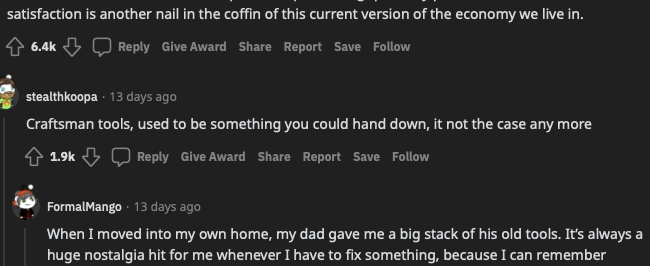 satisfaction is another nail in the coffin of this current version of the economy we live in.
6.4k Reply Give Award Share Report Save Follow
stealthkoopa · 13 days ago
Craftsman tools, used to be something you could hand down, it not the case any more
1.9k Reply Give Award Share Report Save Follow
FormalMango · 13 days ago
When I moved into my own home, my dad gave me a big stack of his old tools. It’s always a
huge nostalgia hit for me whenever I have to fix something, because I can remember